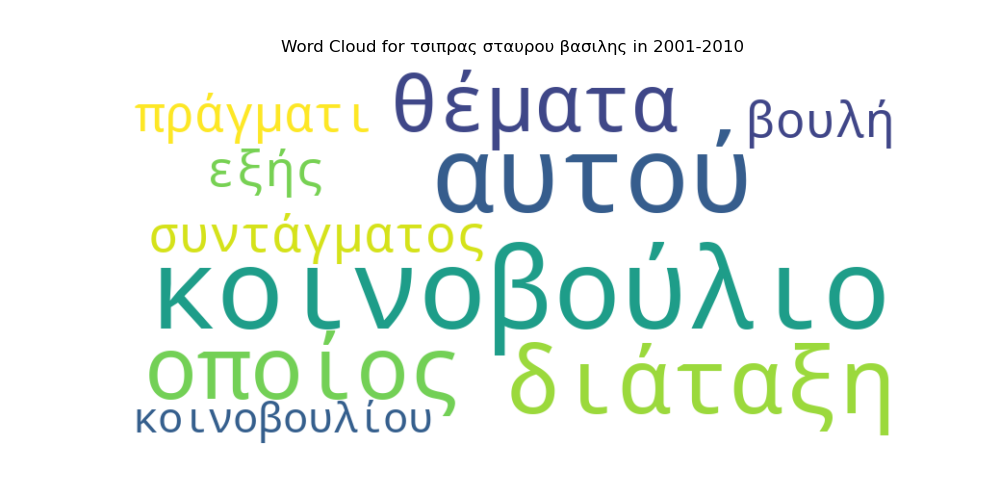 Word Cloud for τσιπρας σταυρου βασιλης in 2001-2010
πράγματι θέματα βουλή
εξής αυτού
συντάγματος
κοινοβούλιο
οποίος διάταξη
κοινοβουλίου